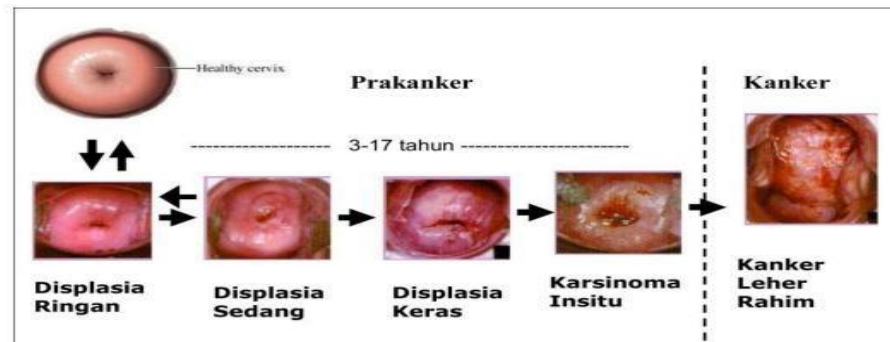 Healthy cervix
Prakanker
Kanker
3-17 tahun
Displasia
Ringan
Displasia
Sedang
Displasia
Keras
Karsinoma
Insitu
Kanker
Leher
Rahim